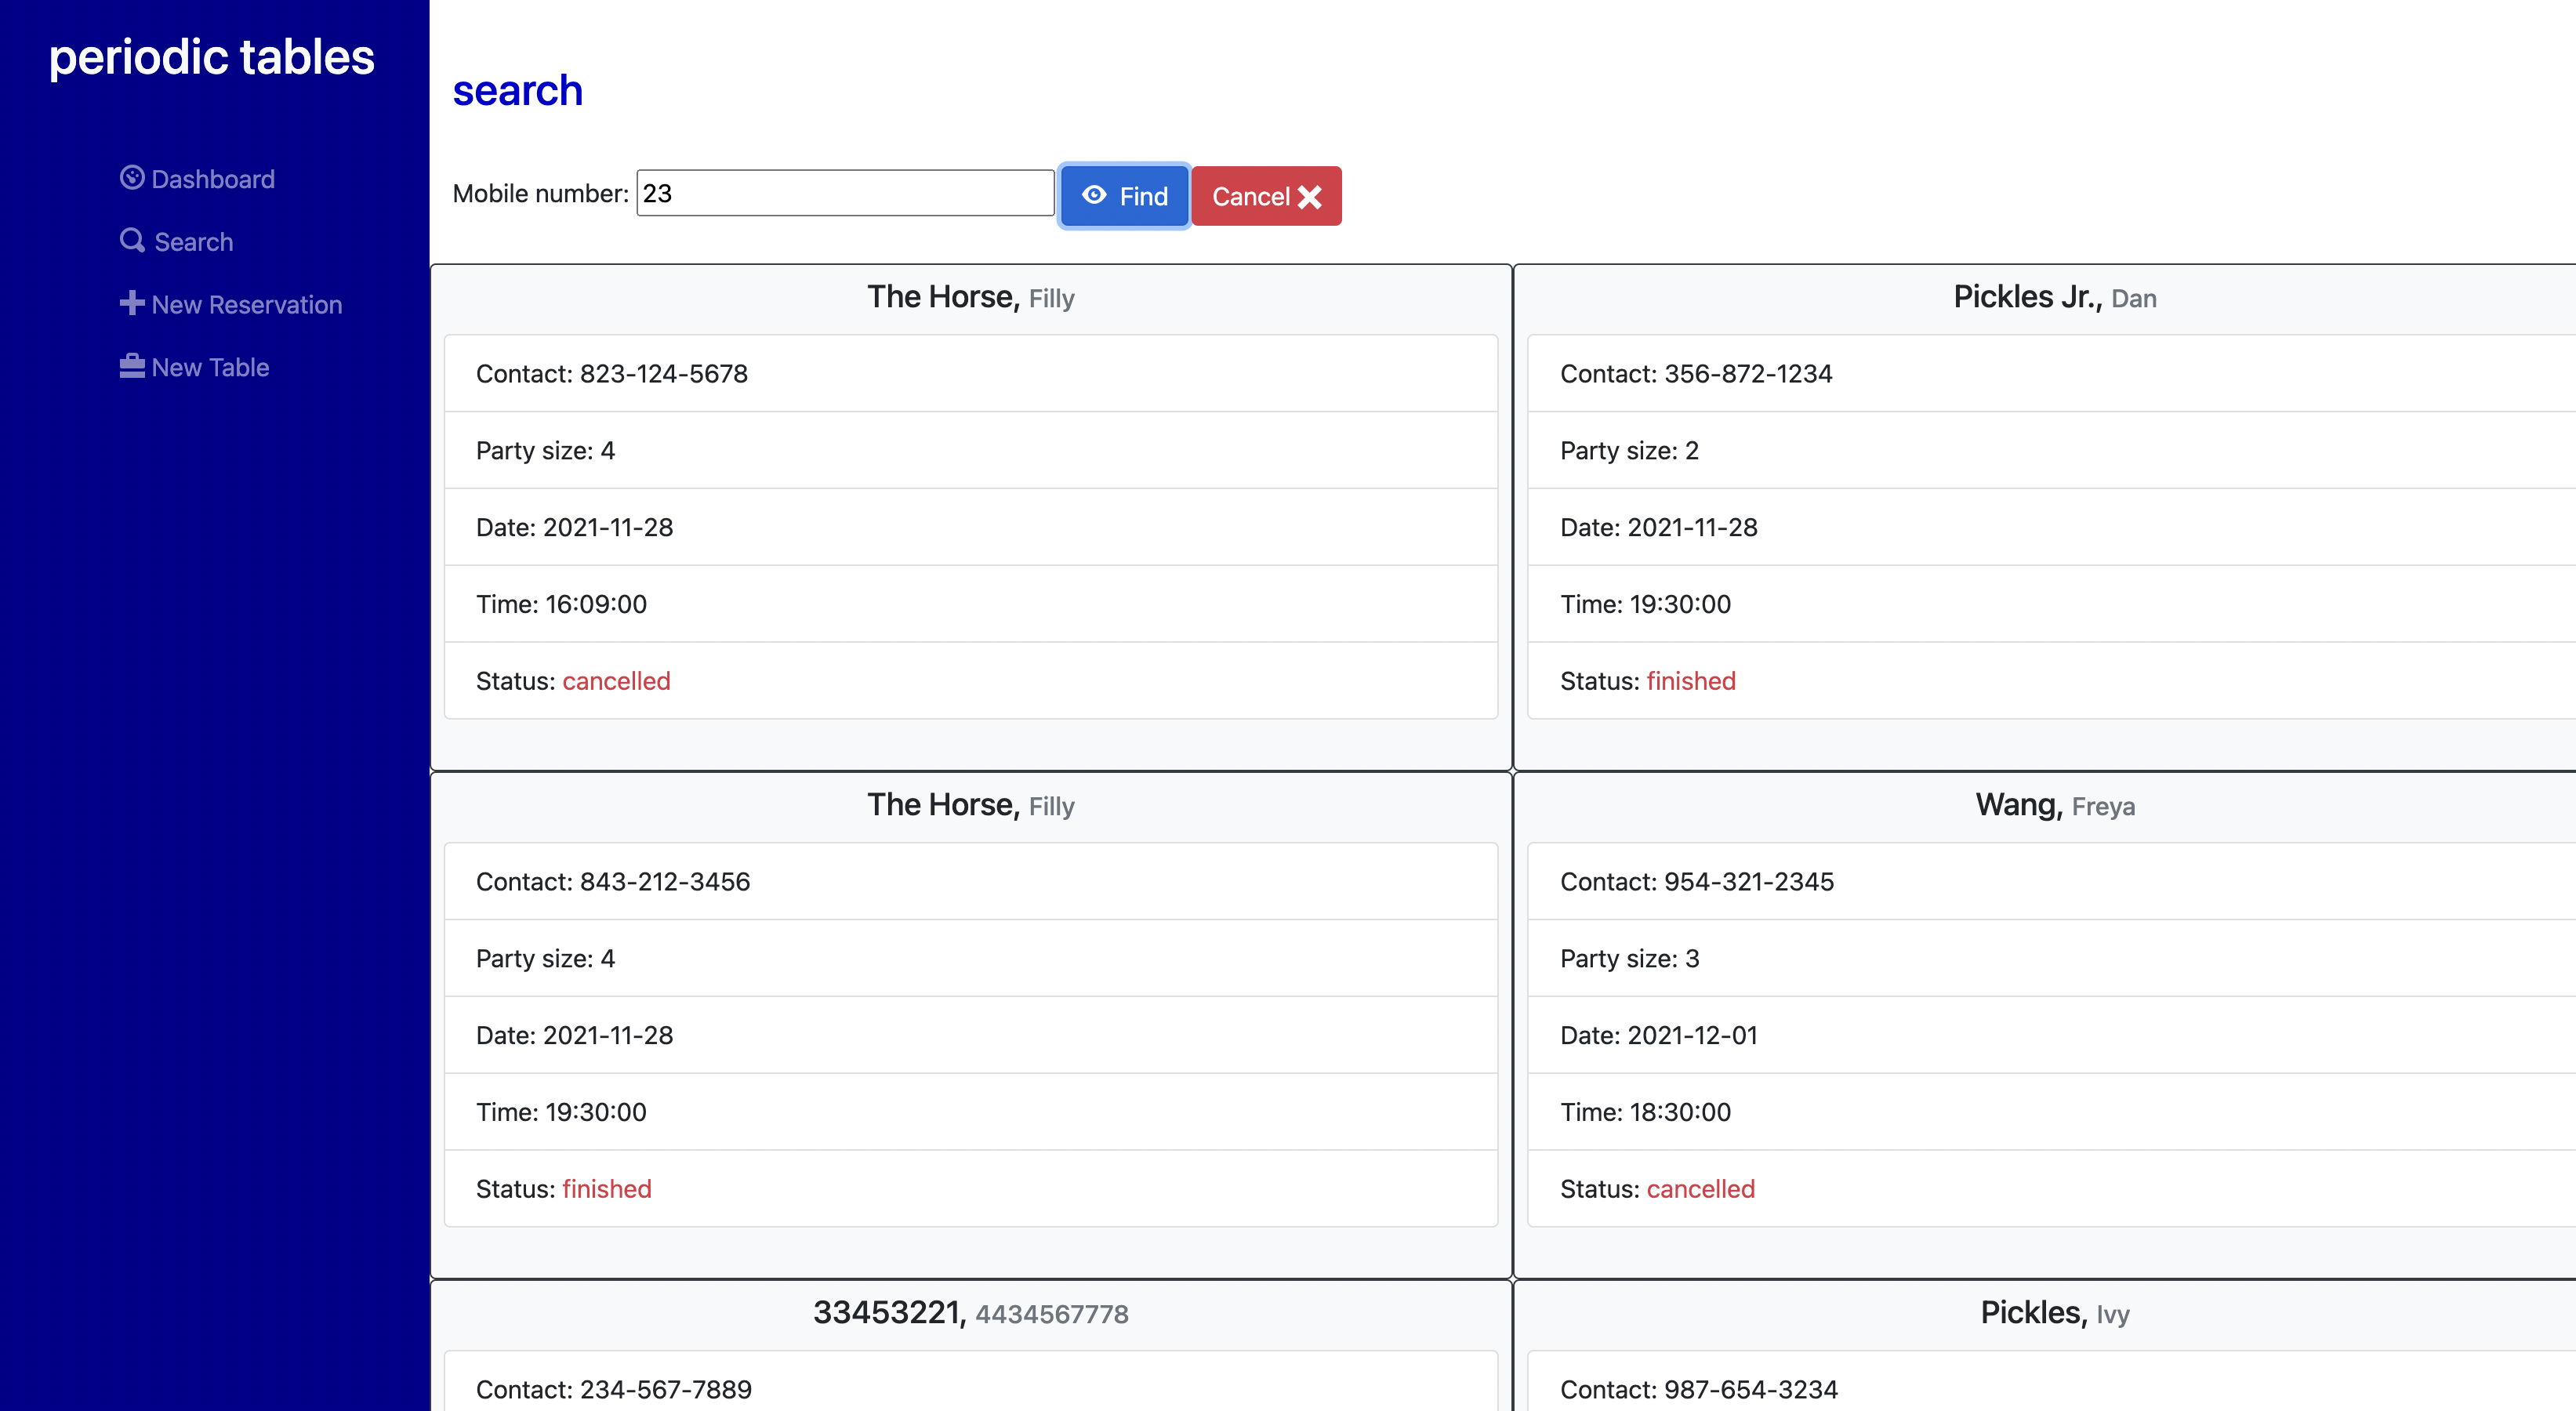 periodic tables
Dashboard
Search
New Reservation
New Table
search
Mobile number: 23 Find Cancel
The Horse, Filly
Contact: 823-124-5678
Party size: 4
Date: 2021-11-28
Time: 16:09:00
Status: cancelled
Pickles Jr., Dan
Contact: 356-872-1234
Party size: 2
Date: 2021-11-28
Time: 19:30:00
Status: finished
The Horse, Filly
Contact: 843-212-3456
Party size: 4
Date: 2021-11-28
Time: 19:30:00
Status: finished
Wang, Freya
Contact: 954-321-2345
Party size: 3
Date: 2021-12-01
Time: 18:30:00
Status: cancelled
33453221, 4434567778
Contact: 234-567-7889
Pickles, Ivy
Contact: 987-654-3234